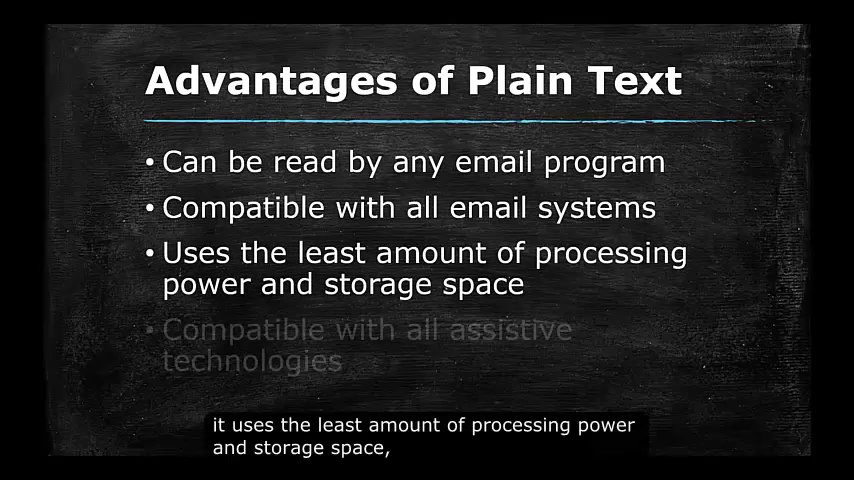 Advantages of Plain Text
• Can be read by any email program
• Compatible with all email systems
• Uses the least amount of processing
power and storage space
• Compatible with all assistive
technologies
it uses the least amount of processing power
and storage space,